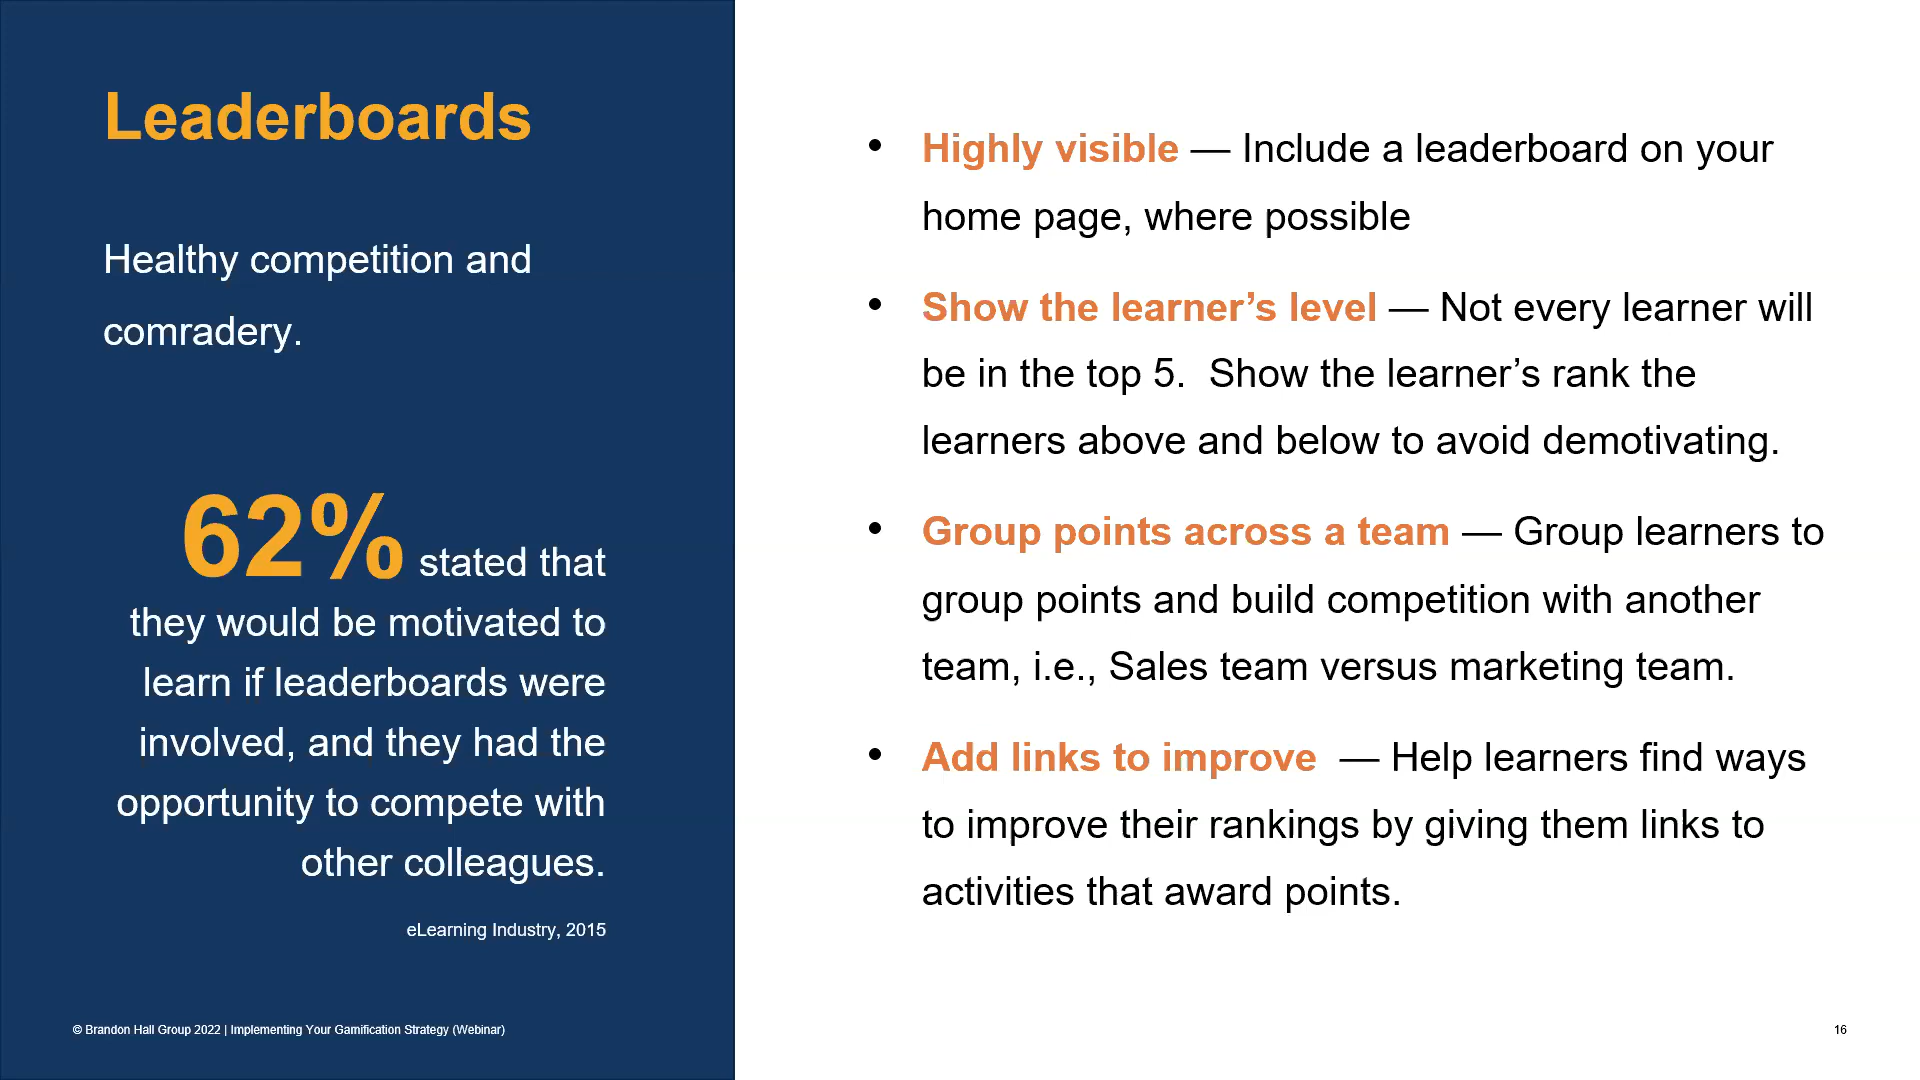 Leaderboards
Healthy competition and
comradery.
62% stated that
they would be motivated to
learn if leaderboards were
involved, and they had the
opportunity to compete with
other colleagues.
eLearning Industry, 2015
© Brandon Hall Group 2022 | Implementing Your Gamification Strategy (Webinar)
• Highly visible — Include a leaderboard on your
home page, where possible
• Show the learner’s level — Not every learner will
be in the top 5.  Show the learner’s rank the
learners above and below to avoid demotivating.
• Group points across a team — Group learners to
group points and build competition with another
team, i.e., Sales team versus marketing team.
• Add links to improve  — Help learners find ways
to improve their rankings by giving them links to
activities that award points.
16